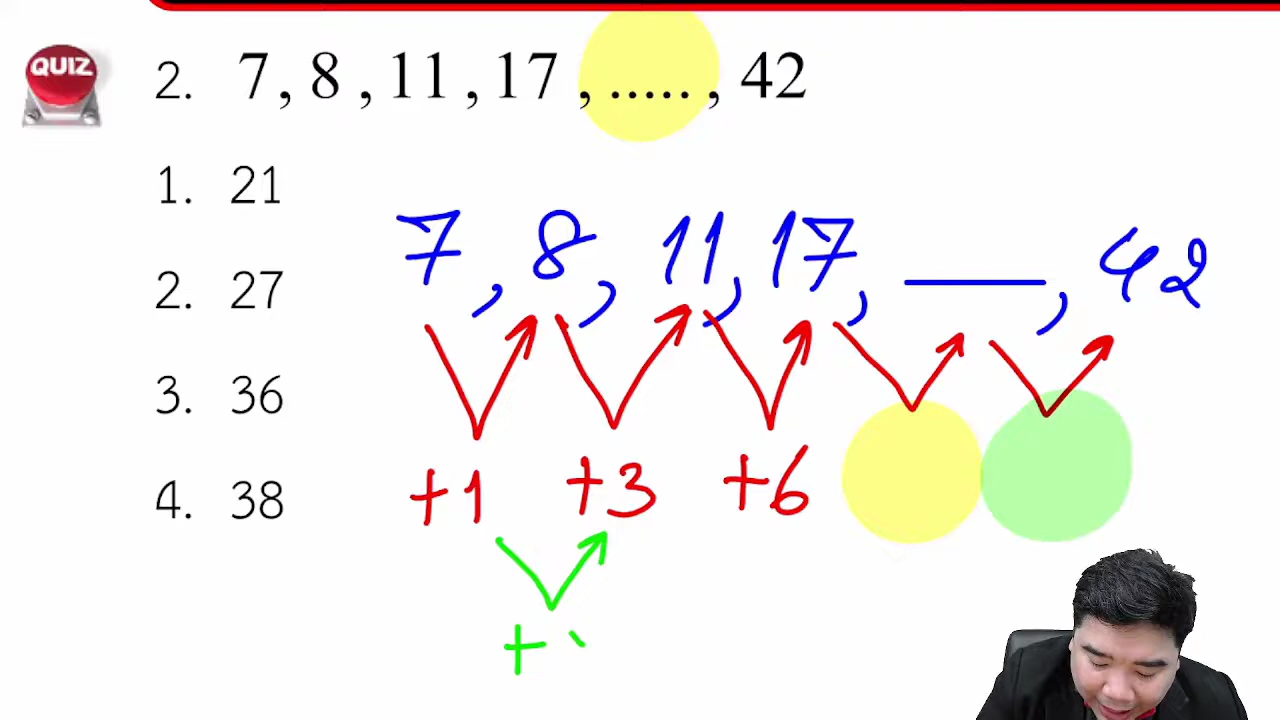 QUIZ
2. 7 , 8 , 11 , 17 , ..... , 42
1. 21
2. 27
3. 36
4. 38
7 , 8 , 11 , 17 , ____ , 42
+1 +3 +6
+